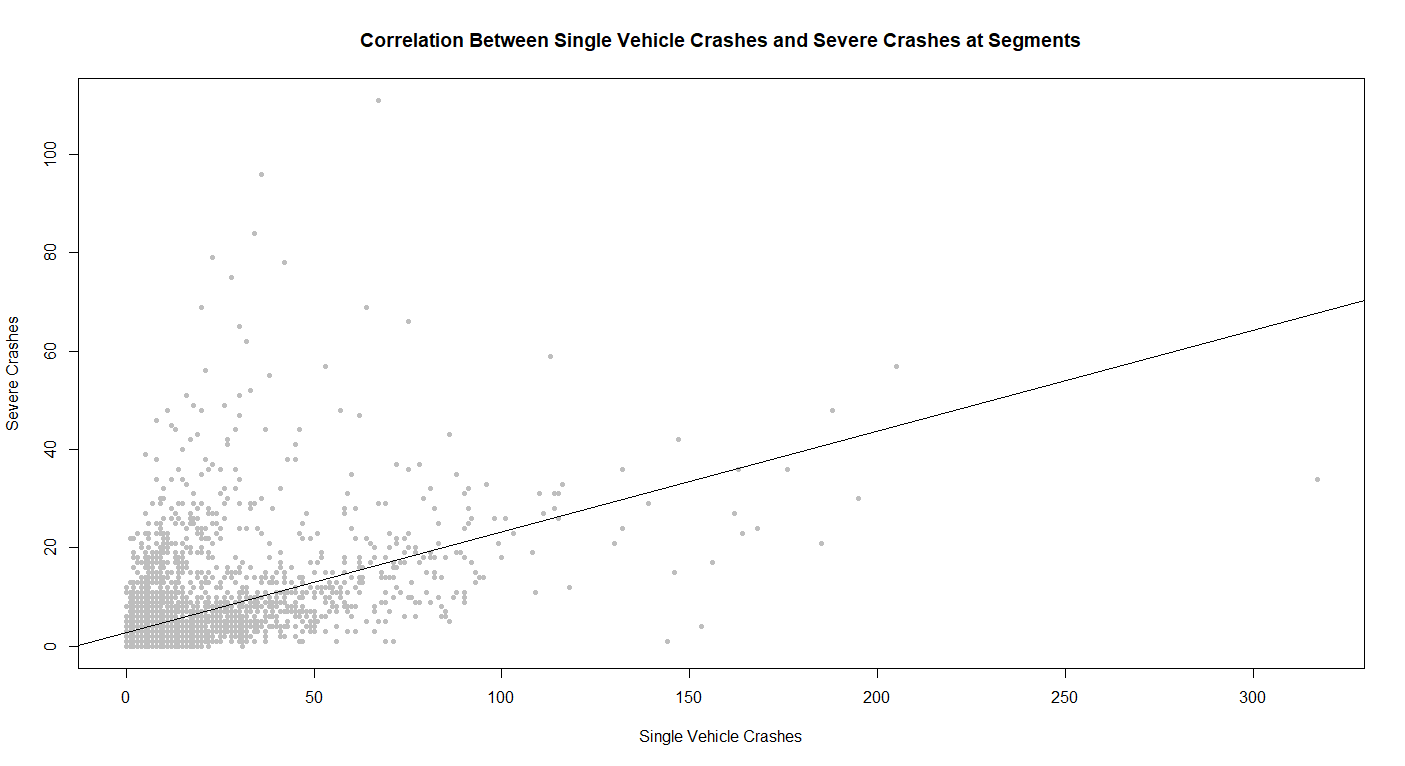 Correlation Between Single Vehicle Crashes and Severe Crashes at Segments
Severe Crashes
100
80
60
40
20
0
0 50 100 150 200 250 300
Single Vehicle Crashes